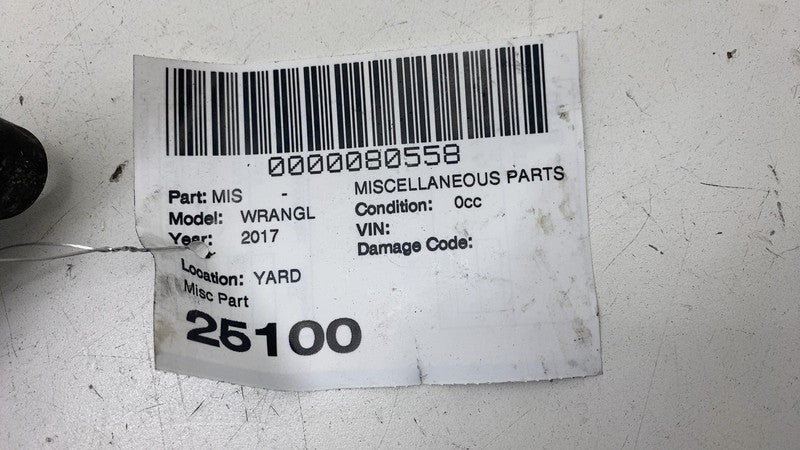 0000080558
Part: MIS - MISCELLANEOUS PARTS
Model: WRANGL Condition: 0cc
Year: 2017 VIN:
Damage Code:
Location: YARD
Misc Part
25100